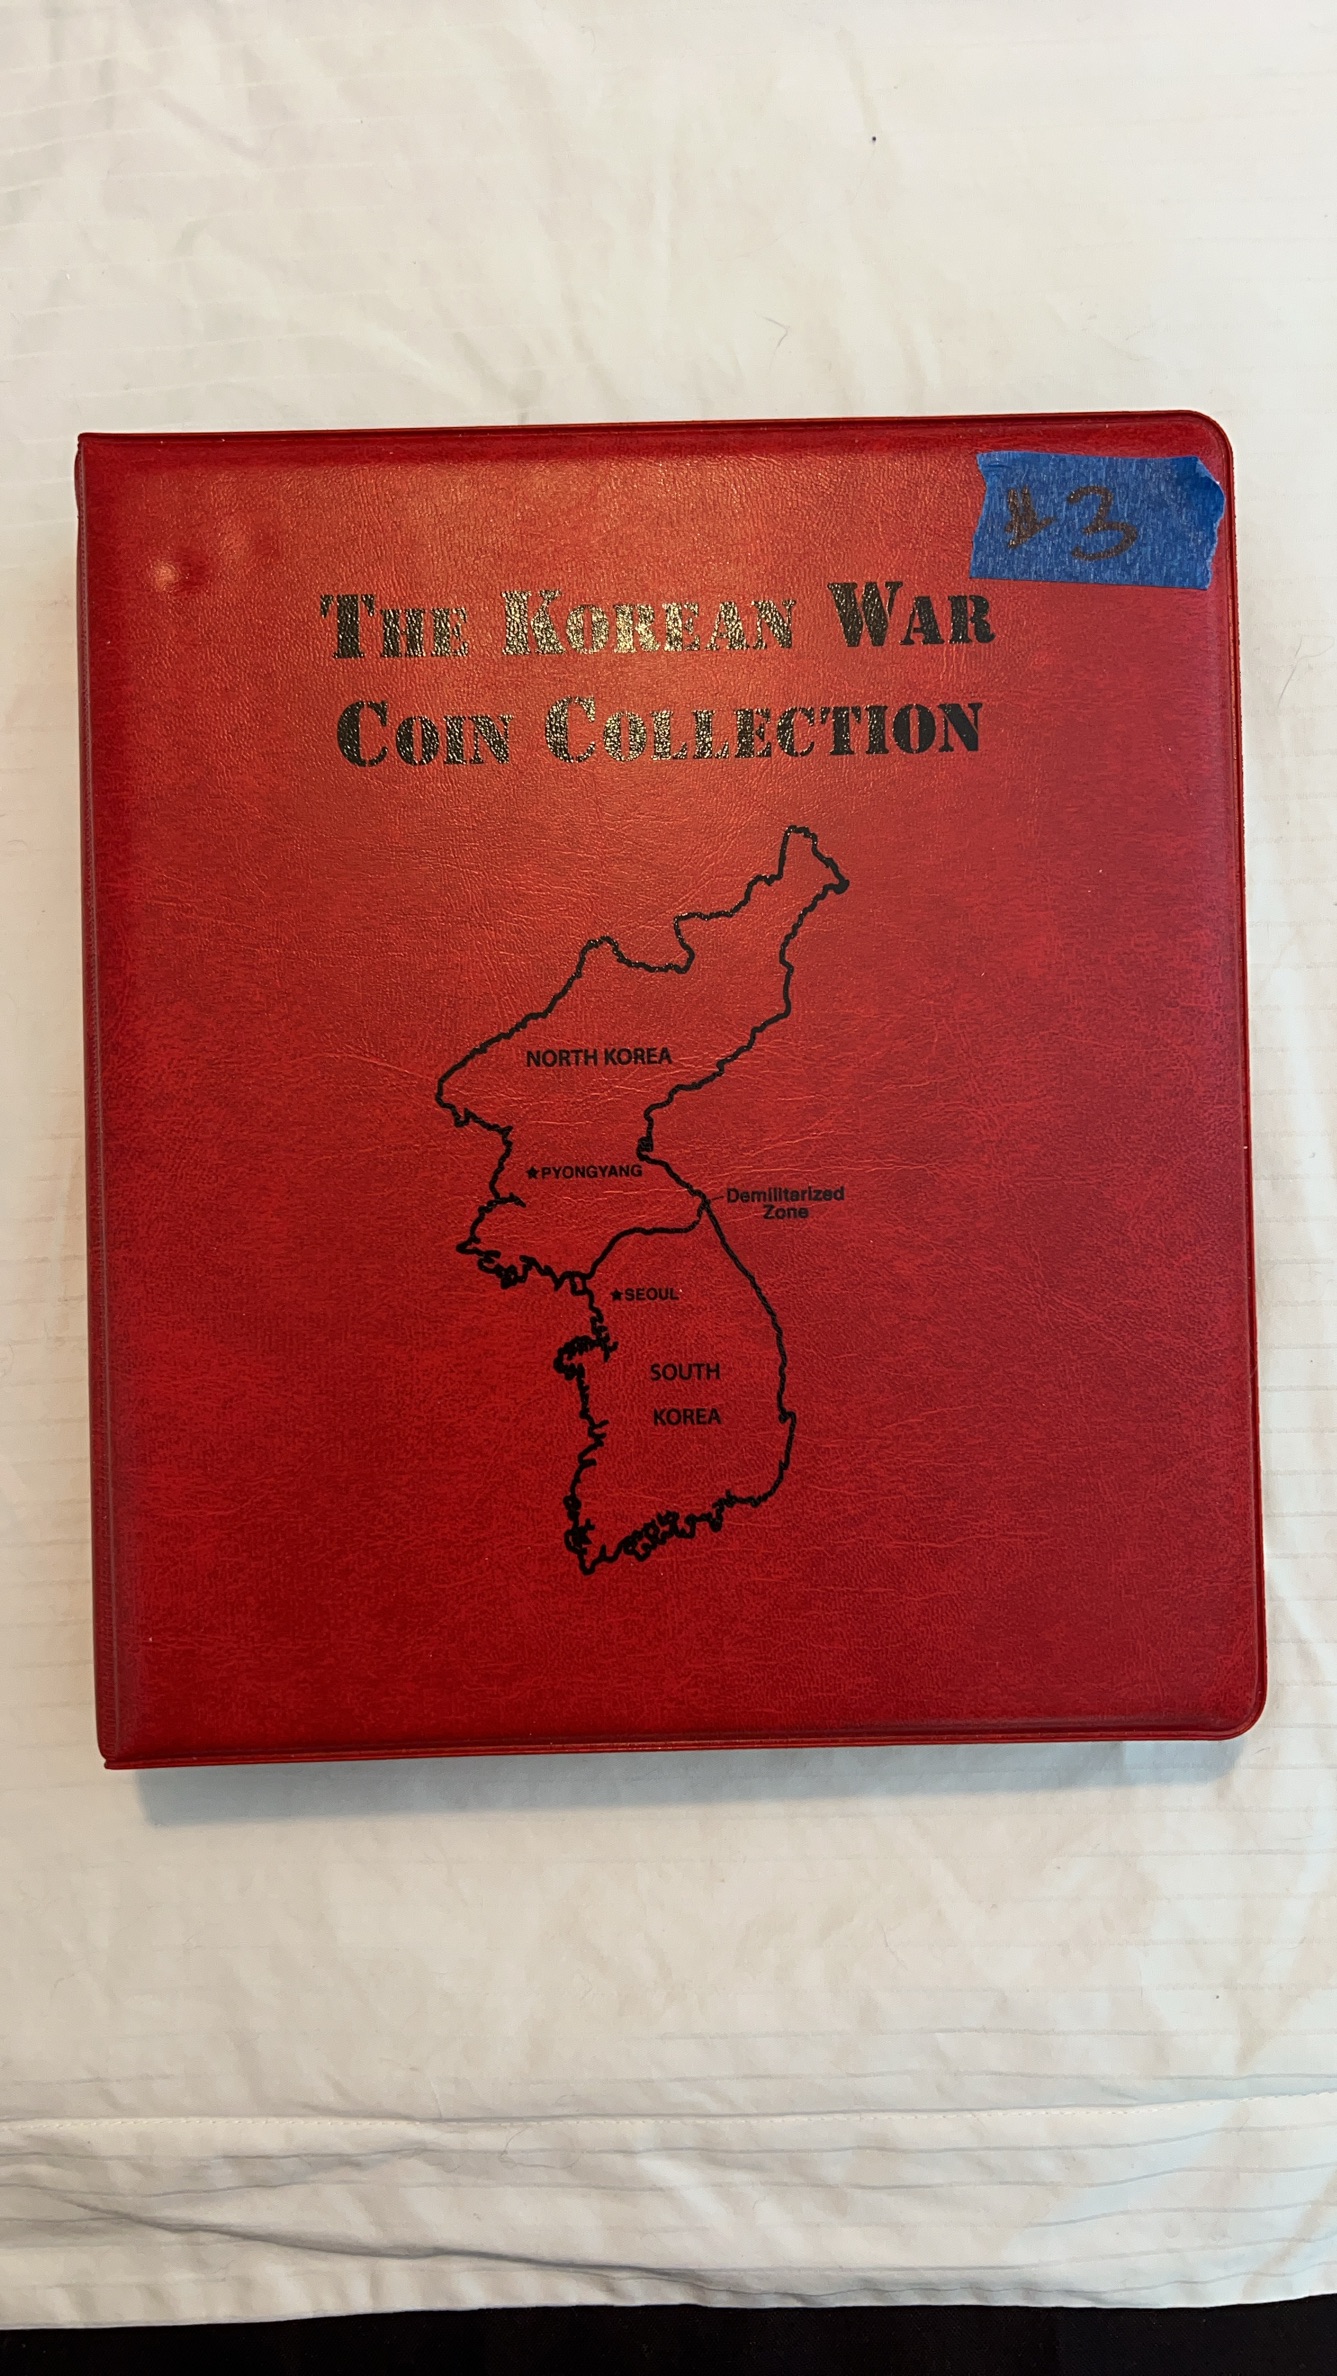 #3
The Korean War
Coin Collection
NORTH KOREA
★PYONGYANG
Demilitarized
Zone
★SEOUL
SOUTH
KOREA